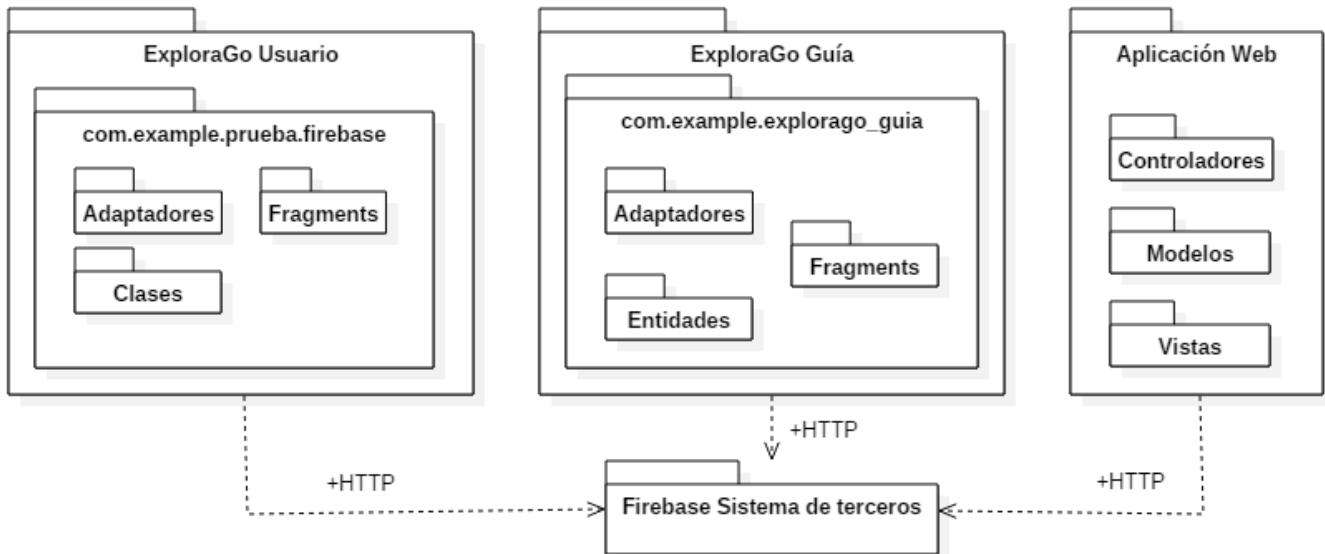 ExploraGo Usuario
com.example.prueba.firebase
Adaptadores
Fragments
Clases
ExploraGo Guía
com.example.explorago_guia
Adaptadores
Fragments
Entidades
Aplicación Web
Controladores
Modelos
Vistas
+HTTP
+HTTP
+HTTP
Firebase Sistema de terceros